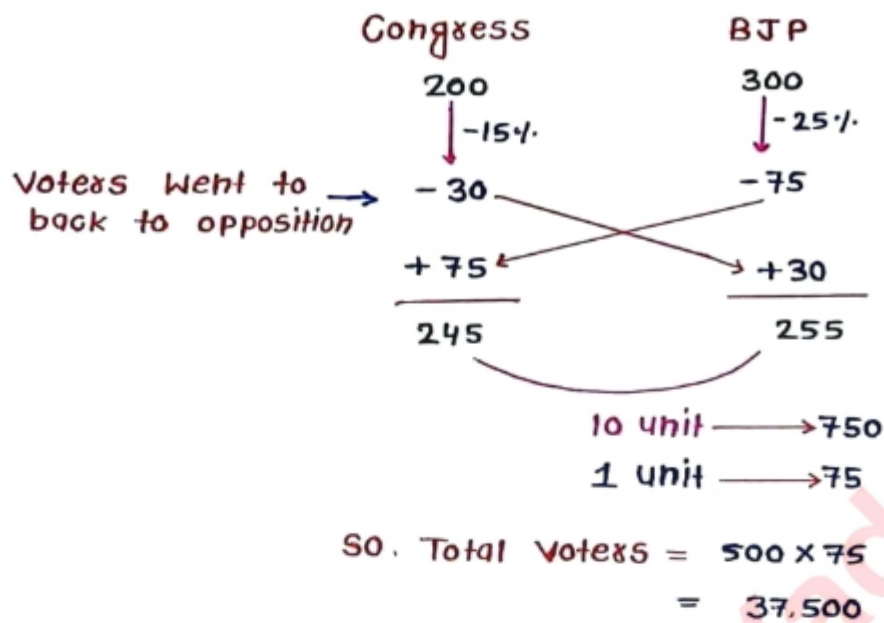 Congress BJP
200 300
-15%. -25%.
Voters Went to
back to opposition
- 30 - 75
+ 75 + 30
245 255
10 unit 750
1 unit 75
SO. Total Voters = 500 × 75
= 37.500